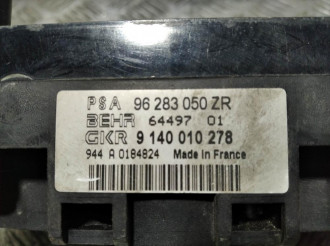 PSA 96 283 050 ZR
BEHR 64497 01
GKR 9 140 010 278
944 A 0184824 Made in France